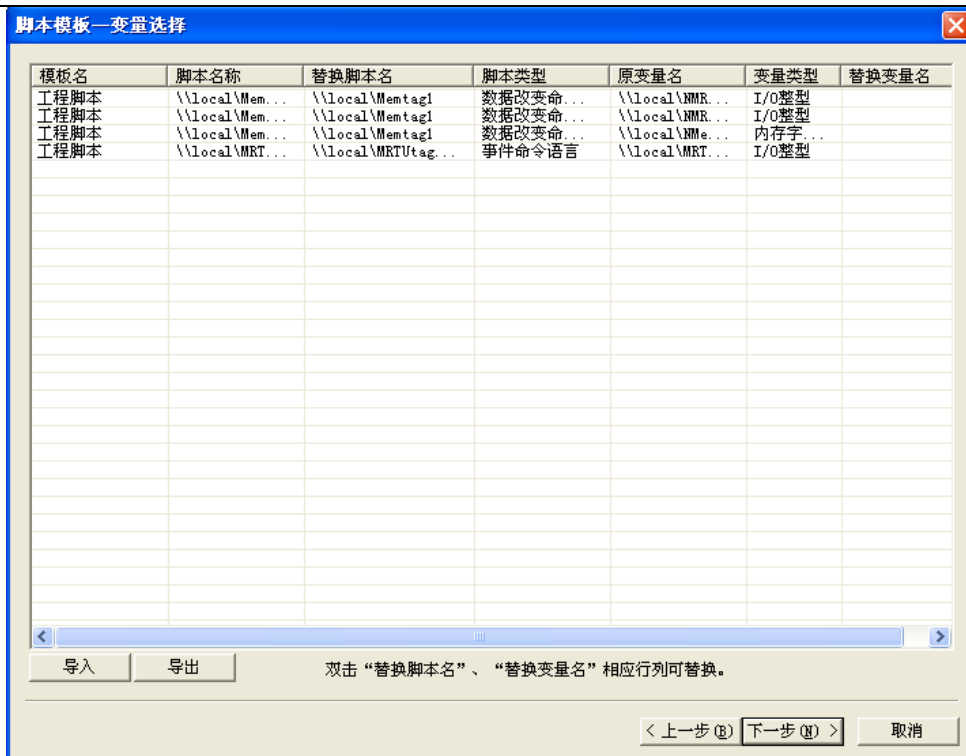 脚本模板—变量选择
模板名 脚本名称 替换脚本名 脚本类型 原变量名 变量类型 替换变量名
工程脚本 \\local\Mem... \\local\Memtag1 数据改变命... \\local\NMR... I/O整型
工程脚本 \\local\Mem... \\local\Memtag1 数据改变命... \\local\NMR... I/O整型
工程脚本 \\local\Mem... \\local\Memtag1 数据改变命... \\local\NMe... 内存字...
工程脚本 \\local\MRT... \\local\MRTUtag... 事件命令语言 \\local\MRT... I/O整型
导入 导出 双击“替换脚本名”、“替换变量名”相应行列可替换。
< 上一步(B) 下一步(N) > 取消